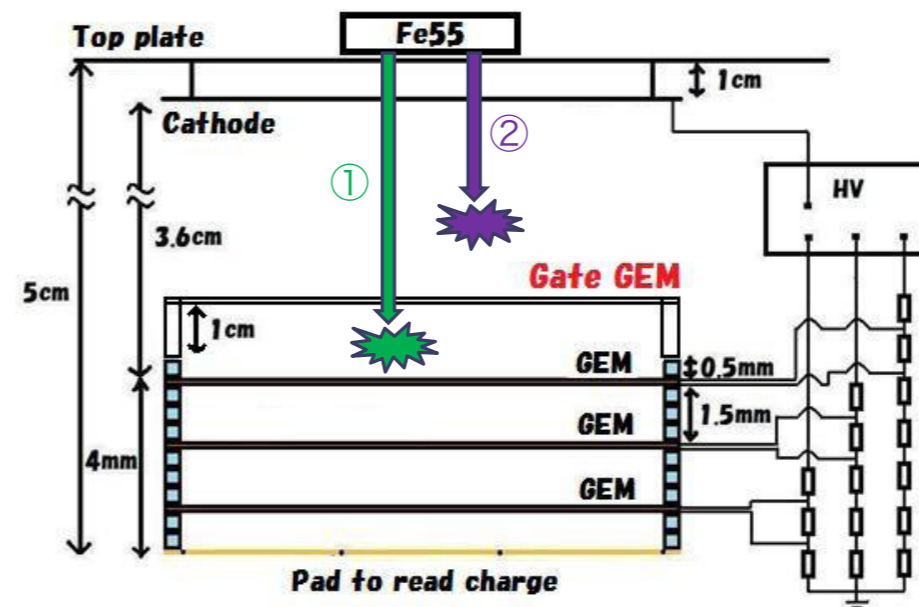 Fe55
Top plate
1cm
Cathode
②
①
HV
3.6cm
5cm
Gate GEM
1cm
GEM
0.5mm
1.5mm
GEM
4mm
GEM
Pad to read charge